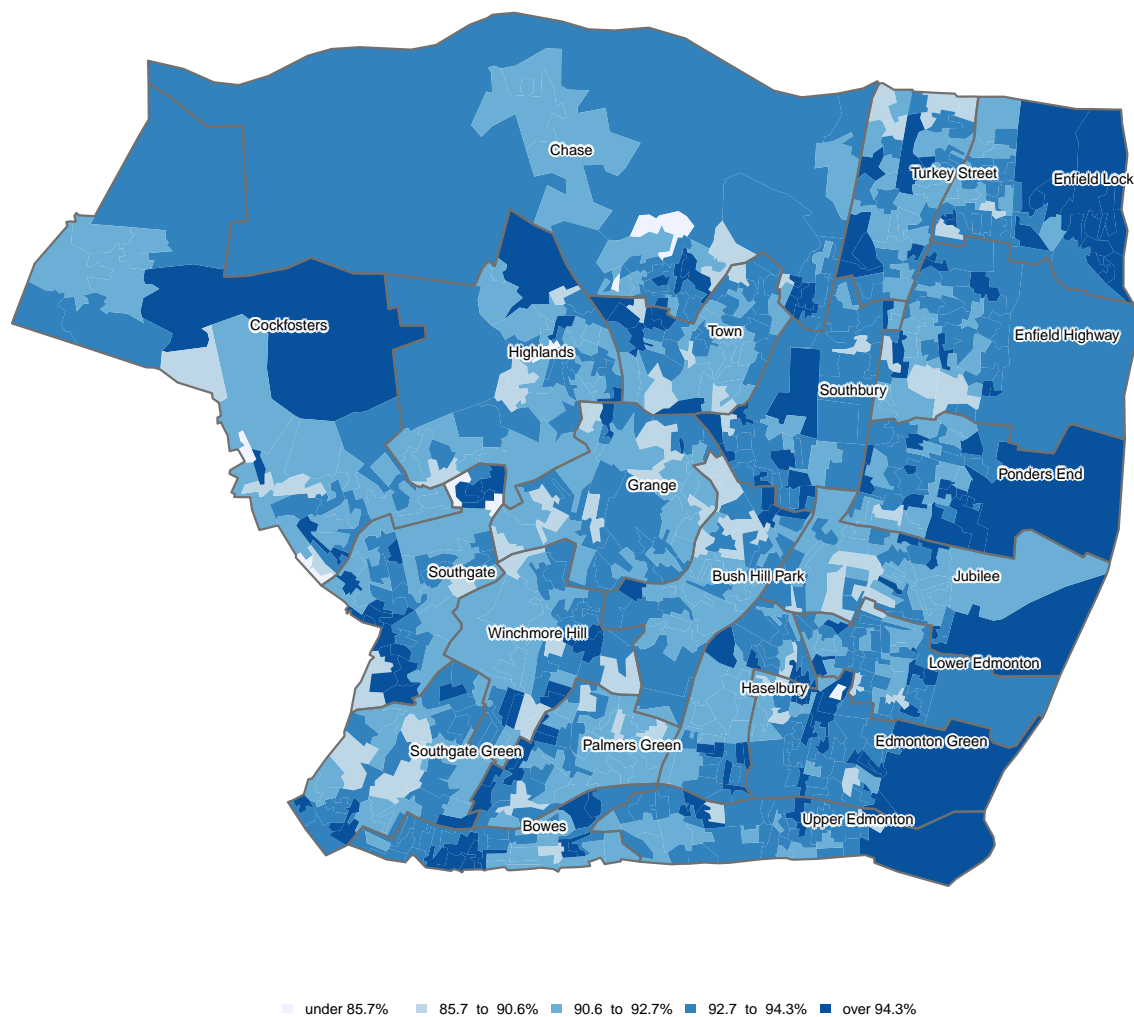 Chase
Turkey Street
Enfield Lock
Cockfosters
Town
Enfield Highway
Highlands
Southbury
Ponders End
Grange
Southgate
Bush Hill Park
Jubilee
Winchmore Hill
Lower Edmonton
Haselbury
Southgate Green
Palmers Green
Edmonton Green
Bowes
Upper Edmonton
under 85.7% 85.7 to 90.6% 90.6 to 92.7% 92.7 to 94.3% over 94.3%